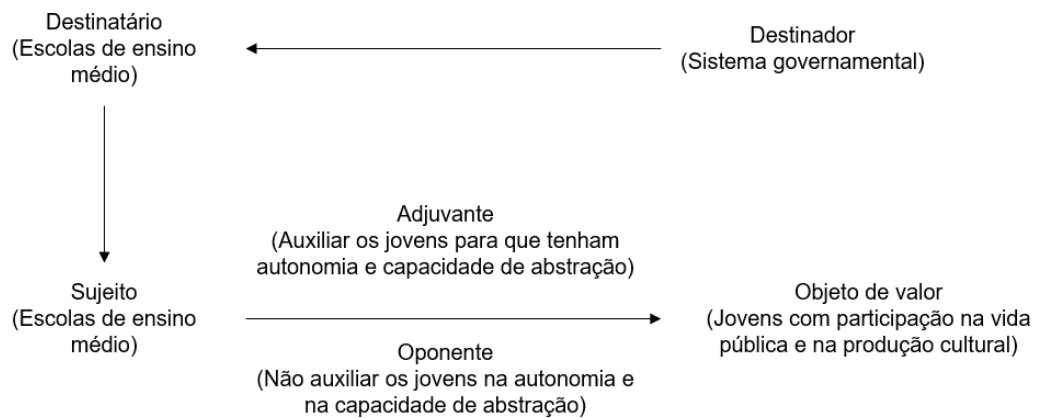 Destinatário
(Escolas de ensino
médio)
Destinador
(Sistema governamental)
Adjuvante
(Auxiliar os jovens para que tenham
autonomia e capacidade de abstração)
Sujeito
(Escolas de ensino
médio)
Objeto de valor
(Jovens com participação na vida
pública e na produção cultural)
Oponente
(Não auxiliar os jovens na autonomia e
na capacidade de abstração)